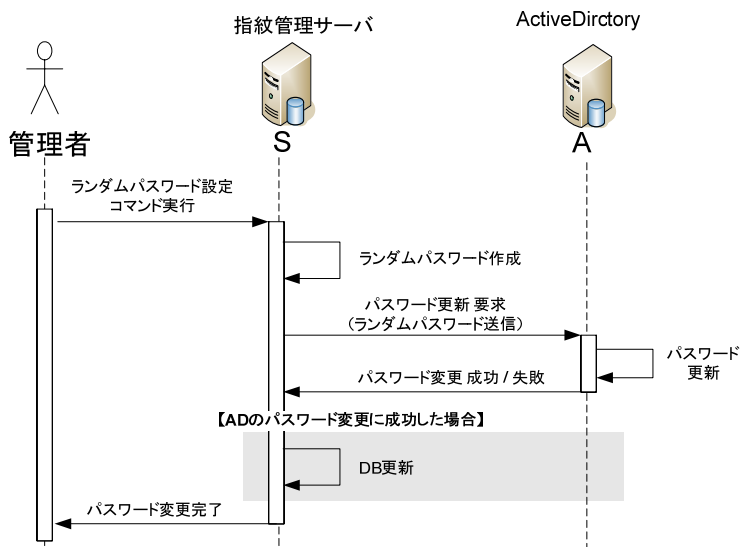 指紋管理サーバ
ActiveDirctory
管理者
S
A
ランダムパスワード設定
コマンド実行
ランダムパスワード作成
パスワード更新 要求
（ランダムパスワード送信）
パスワード
更新
パスワード変更 成功 / 失敗
【ADのパスワード変更に成功した場合】
DB更新
パスワード変更完了